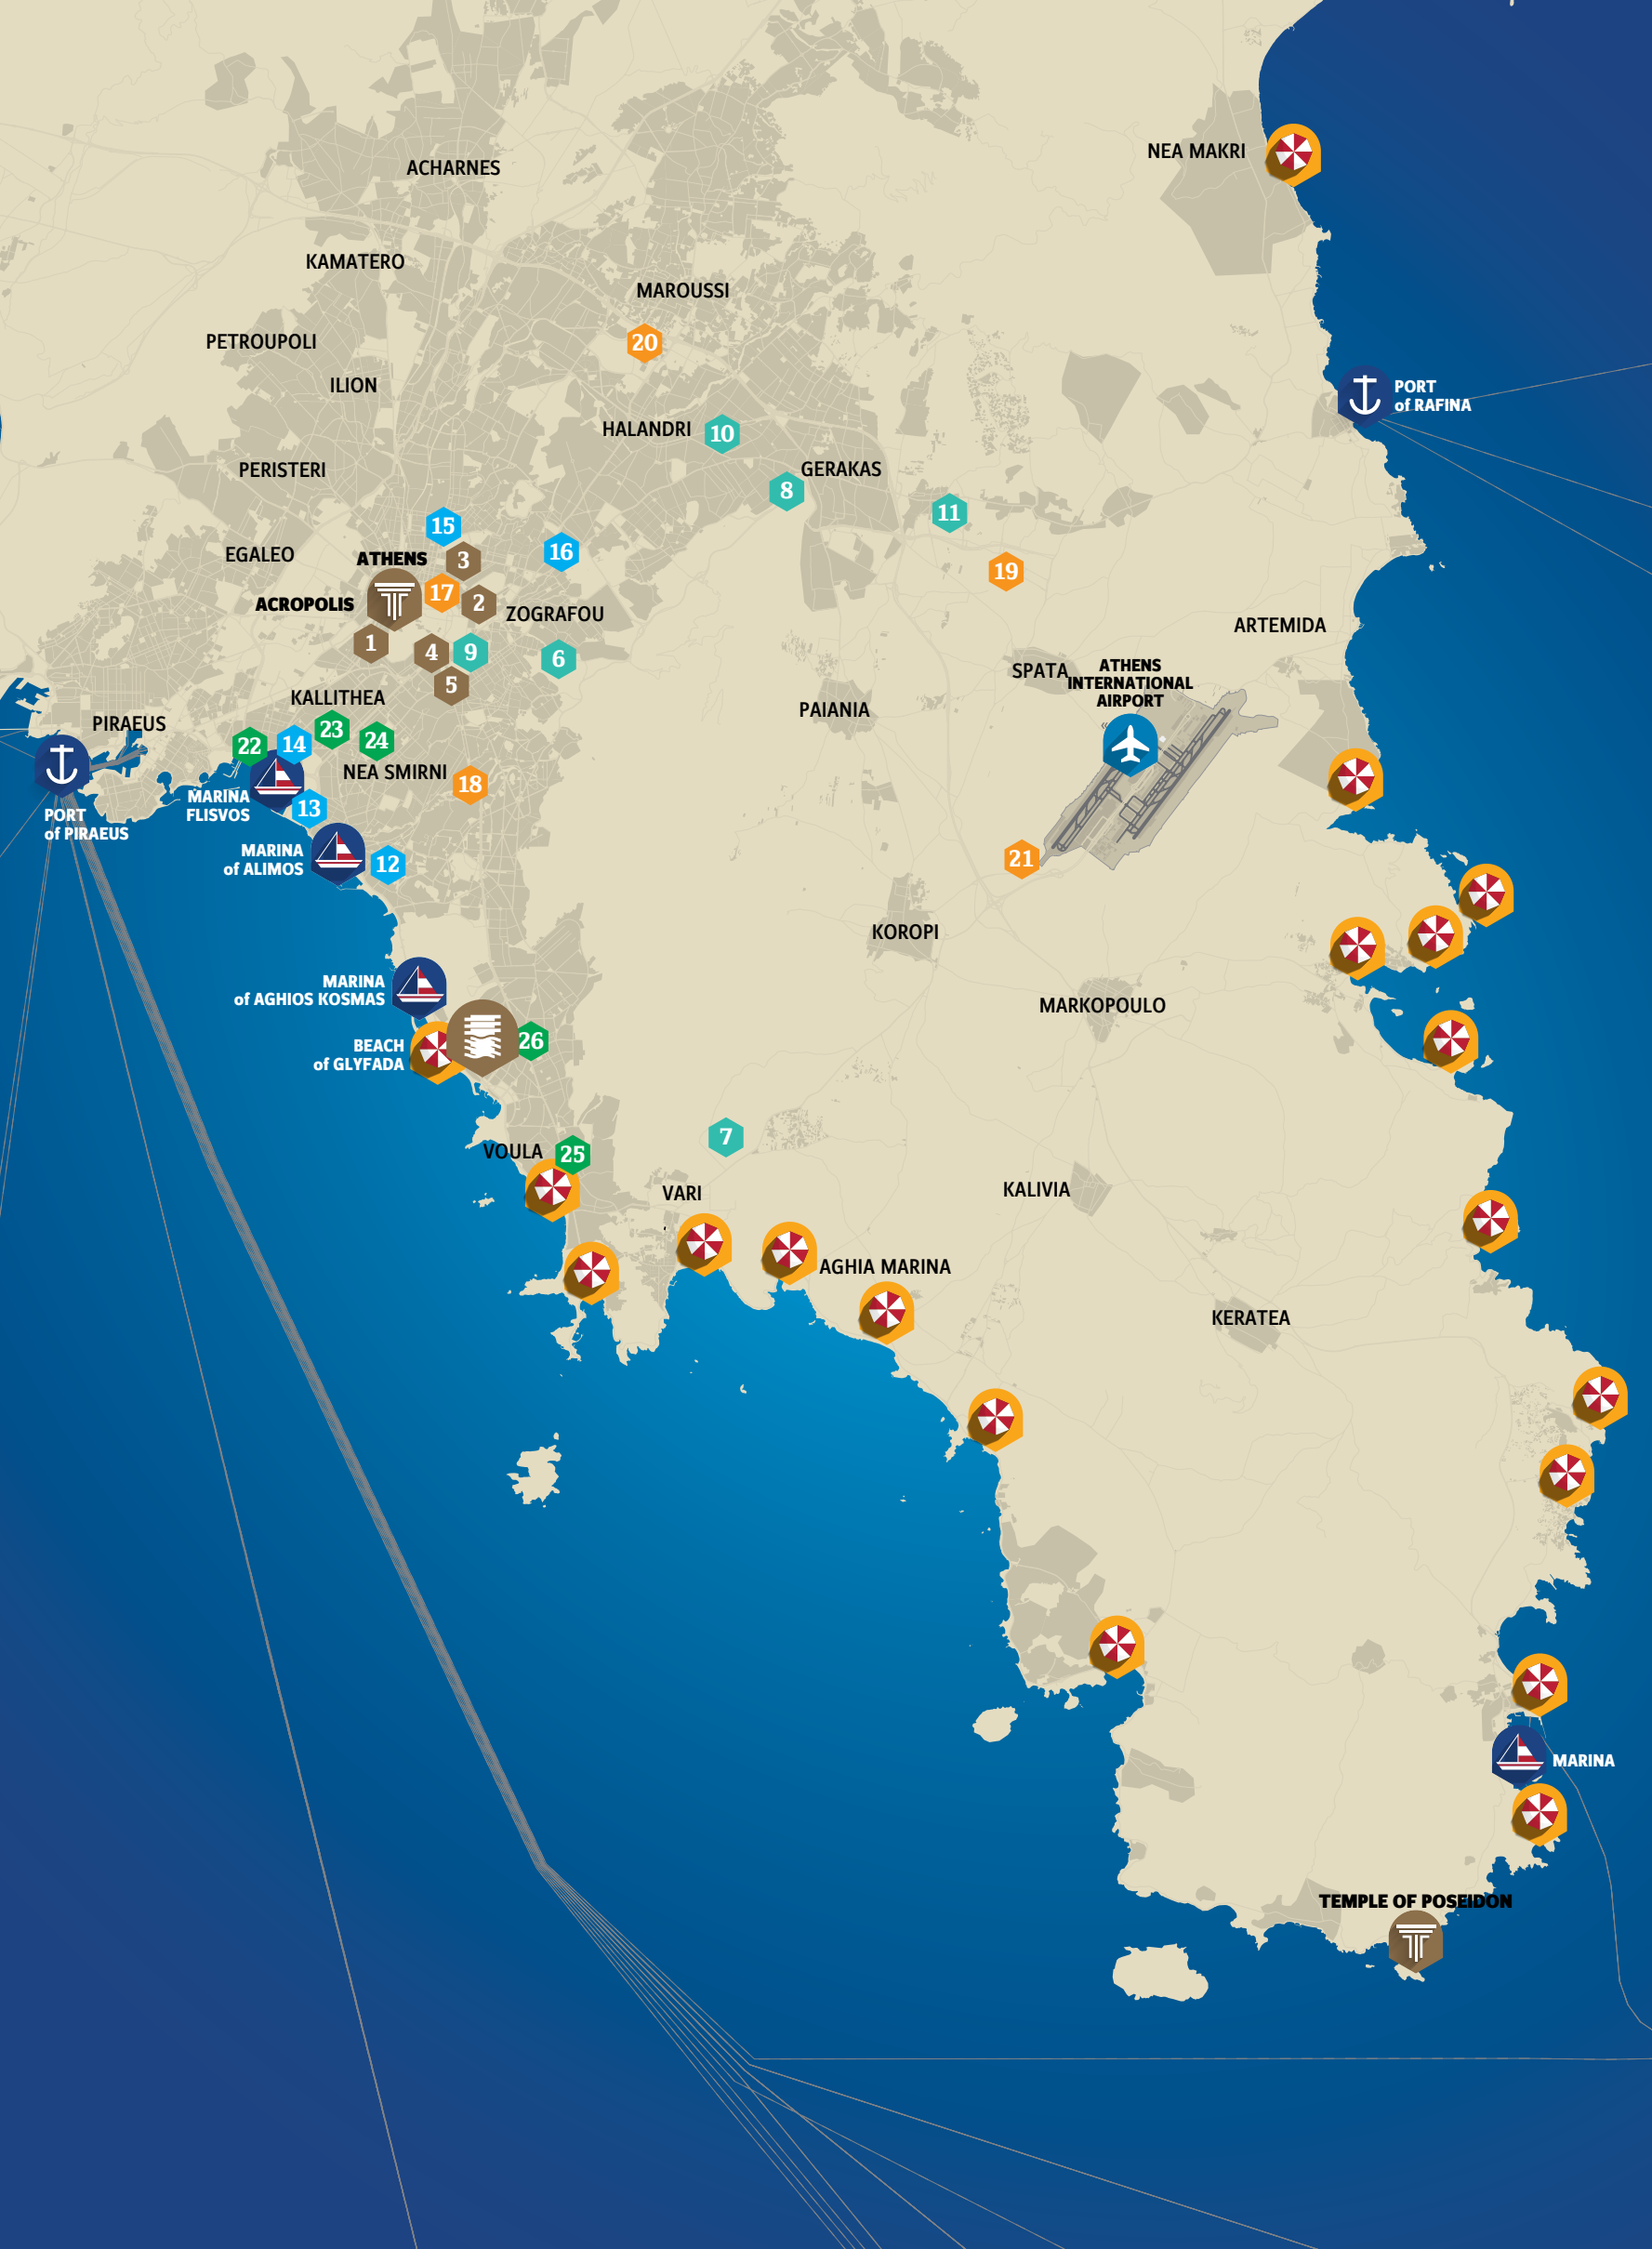 NEA MAKRI
ACHARNES
KAMATERO
MAROUSSI
PETROUPOLI
20
ILION
PORT
of RAFINA
HALANDRI
10
PERISTERI
GERAKAS
8
11
15
EGALEO
ATHENS
3
16
19
ACROPOLIS
17
2
ZOGRAFOU
ARTEMIDA
1
4
9
6
5
SPATA
ATHENS
INTERNATIONAL
AIRPORT
KALLITHEA
PAIANIA
PIRAEUS
22
14
23
24
NEA SMIRNI
18
MARINA
FLISVOS
13
PORT
of PIRAEUS
MARINA
of ALIMOS
12
21
KOROPI
MARINA
of AGHIOS KOSMAS
MARKOPOULO
BEACH
of GLYFADA
26
7
VOULA
25
VARI
KALIVIA
AGHIA MARINA
KERATEA
MARINA
TEMPLE OF POSEIDON